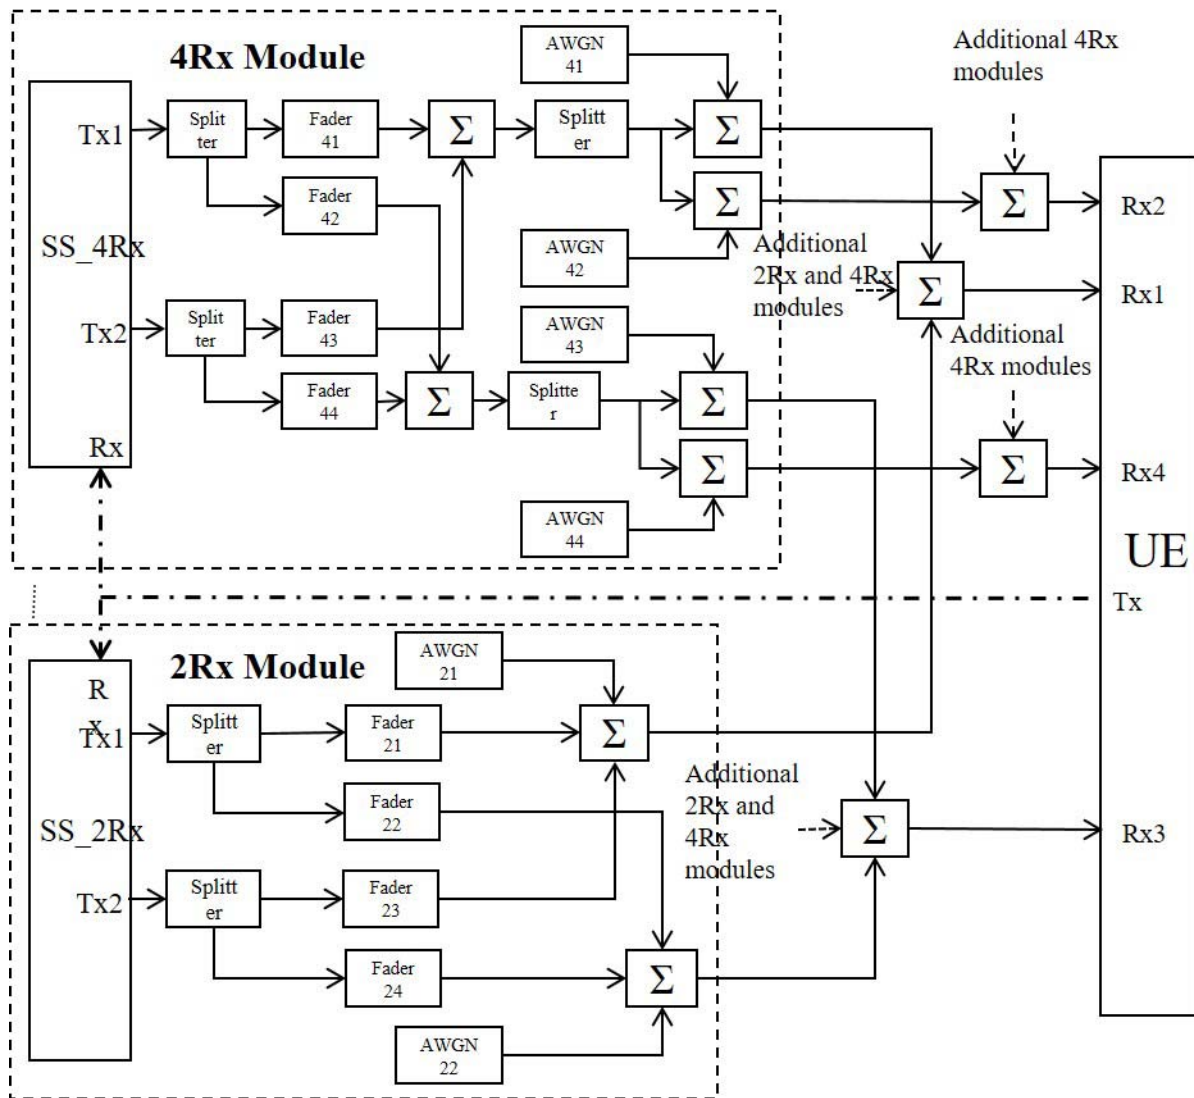 4Rx Module
AWGN
41
Additional 4Rx
modules
Tx1
Split
ter
Fader
41
Σ
Splitt
er
Σ
Fader
42
Σ
Σ
Rx2
SS_4Rx
AWGN
42
Additional
2Rx and 4Rx
modules
Σ
Rx1
Tx2
Split
ter
Fader
43
AWGN
43
Additional
4Rx modules
Fader
44
Σ
Splitte
r
Σ
Rx
Σ
Σ
Rx4
AWGN
44
UE
Tx
2Rx Module
AWGN
21
R
x
Tx1
Splitt
er
Fader
21
Σ
Fader
22
Additional
2Rx and
4Rx
modules
SS_2Rx
Σ
Rx3
Tx2
Splitt
er
Fader
23
Fader
24
Σ
AWGN
22